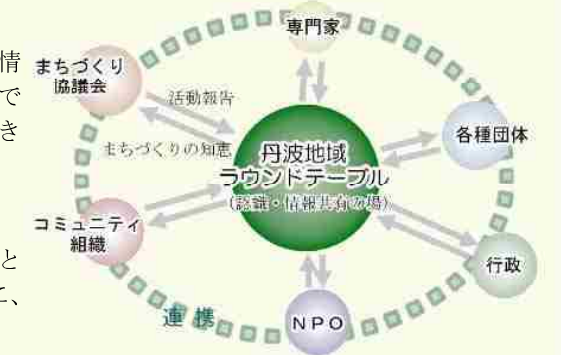 情
で
き
と
に、
専門家
まちづくり
協議会
活動報告
各種団体
まちづくりの知恵
丹波地域
ラウンドテーブル
(認識・情報共有の場)
コミュニティ
組織
行政
連携
NPO